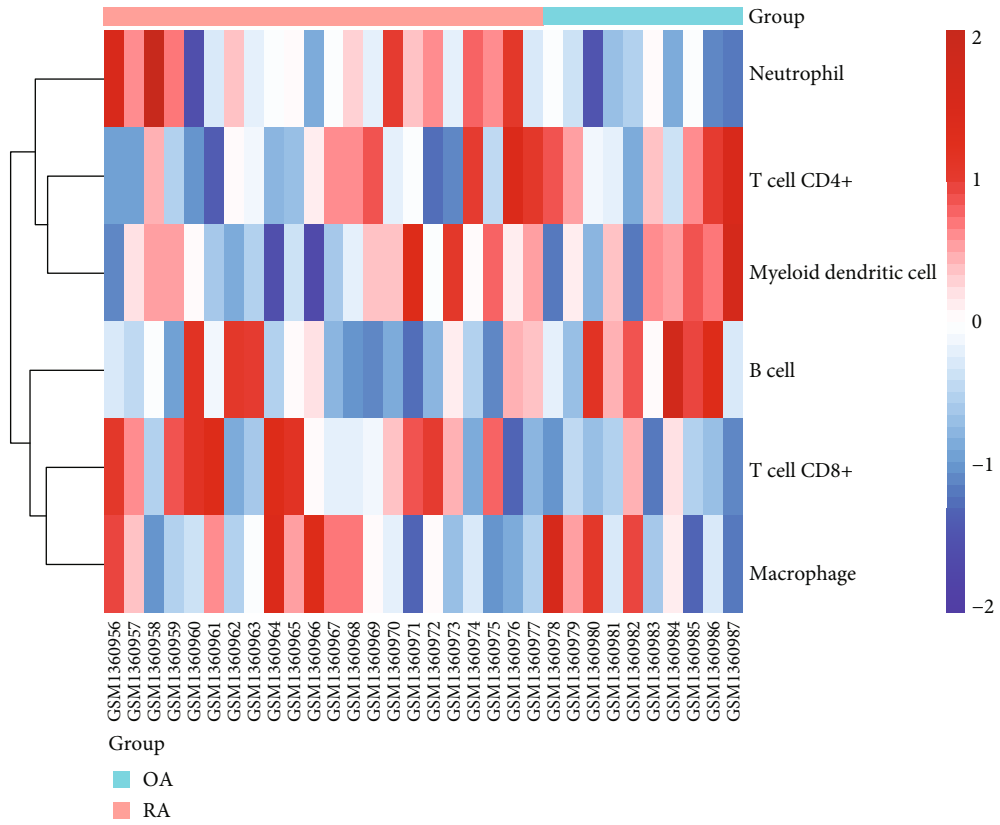 Group
Neutrophil
T cell CD4+
Myeloid dendritic cell
B cell
T cell CD8+
Macrophage
2
1
0
−1
−2
GSM1360956
GSM1360957
GSM1360958
GSM1360959
GSM1360960
GSM1360961
GSM1360962
GSM1360963
GSM1360964
GSM1360965
GSM1360966
GSM1360967
GSM1360968
GSM1360969
GSM1360970
GSM1360971
GSM1360972
GSM1360973
GSM1360974
GSM1360975
GSM1360976
GSM1360977
GSM1360978
GSM1360979
GSM1360980
GSM1360981
GSM1360982
GSM1360983
GSM1360984
GSM1360985
GSM1360986
GSM1360987
Group
OA
RA